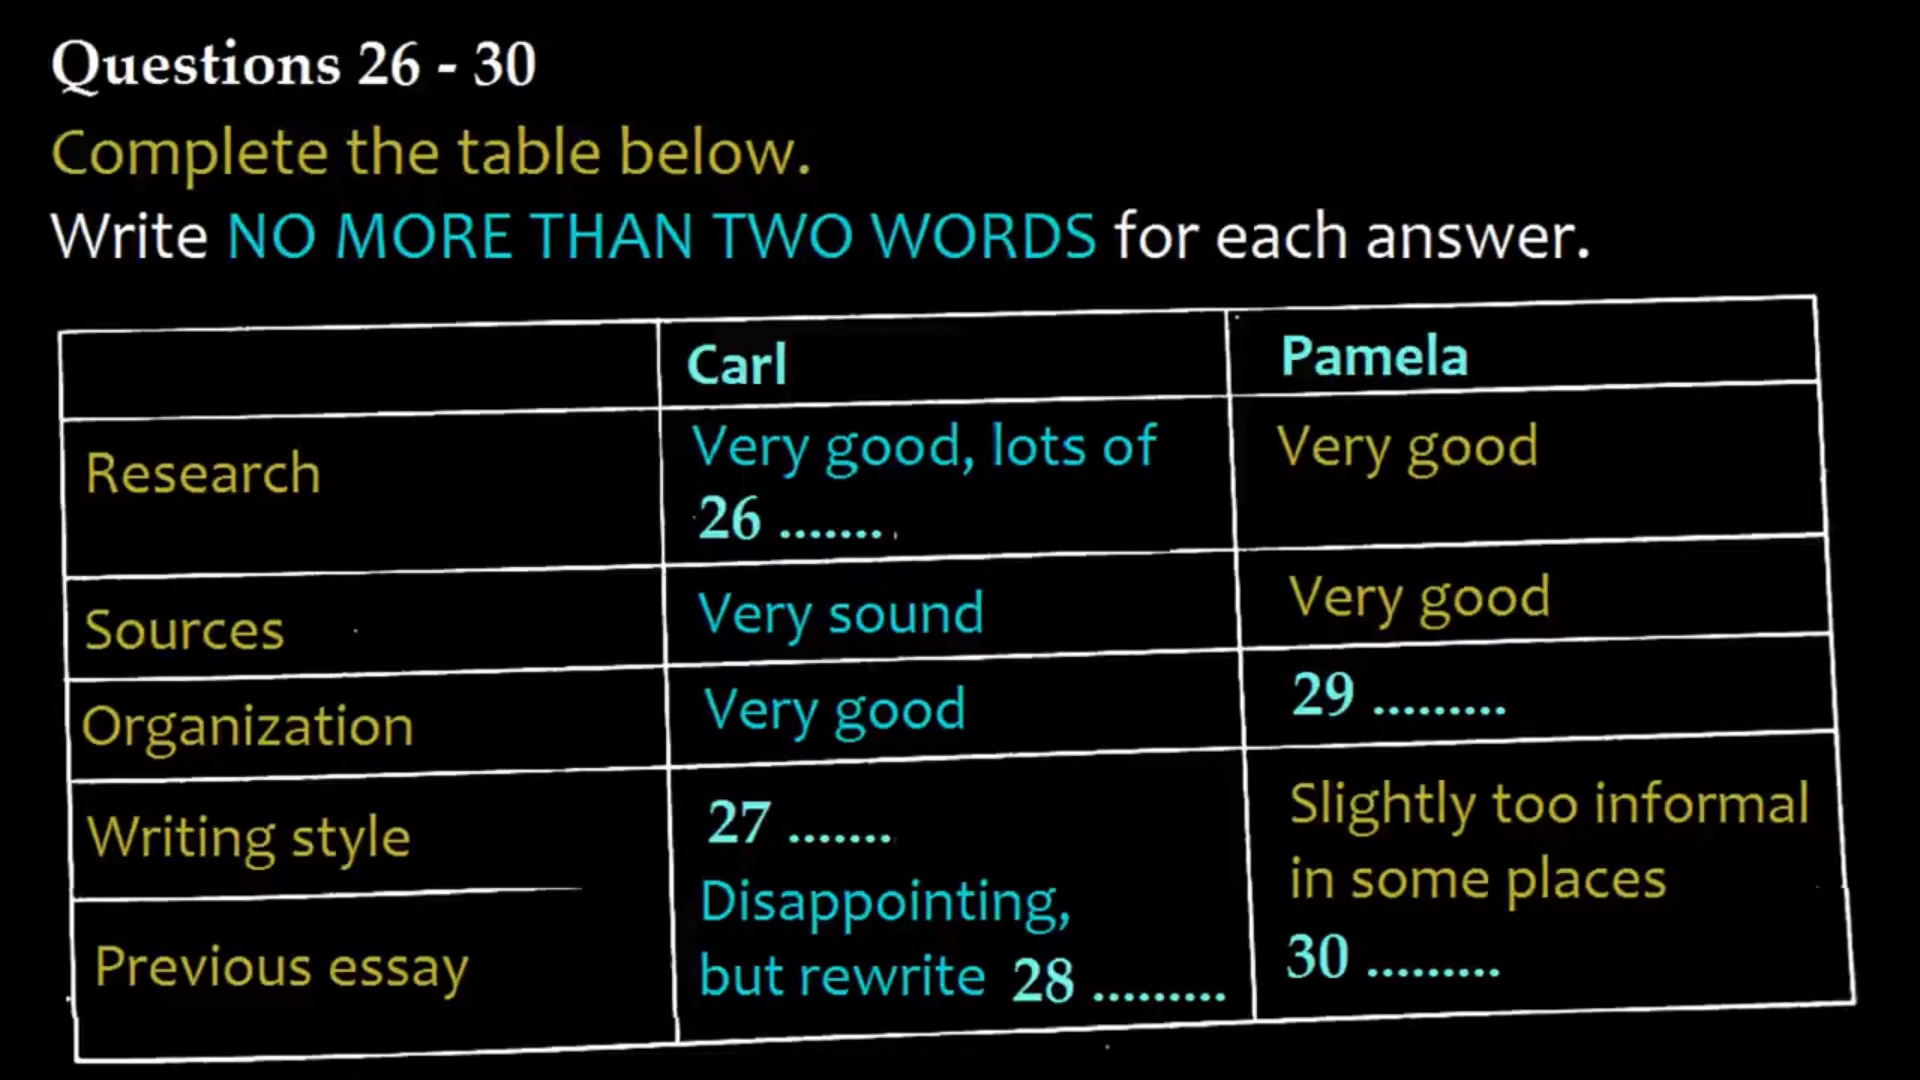 Questions 26 - 30
Complete the table below.
Write NO MORE THAN TWO WORDS for each answer.
Carl
Pamela
Research
Very good, lots of
26 .......
Very good
Sources
Very sound
Very good
Organization
Very good
29 .........
Writing style
27 .......
Slightly too informal
in some places
Previous essay
Disappointing,
but rewrite 28 .........
30 .........